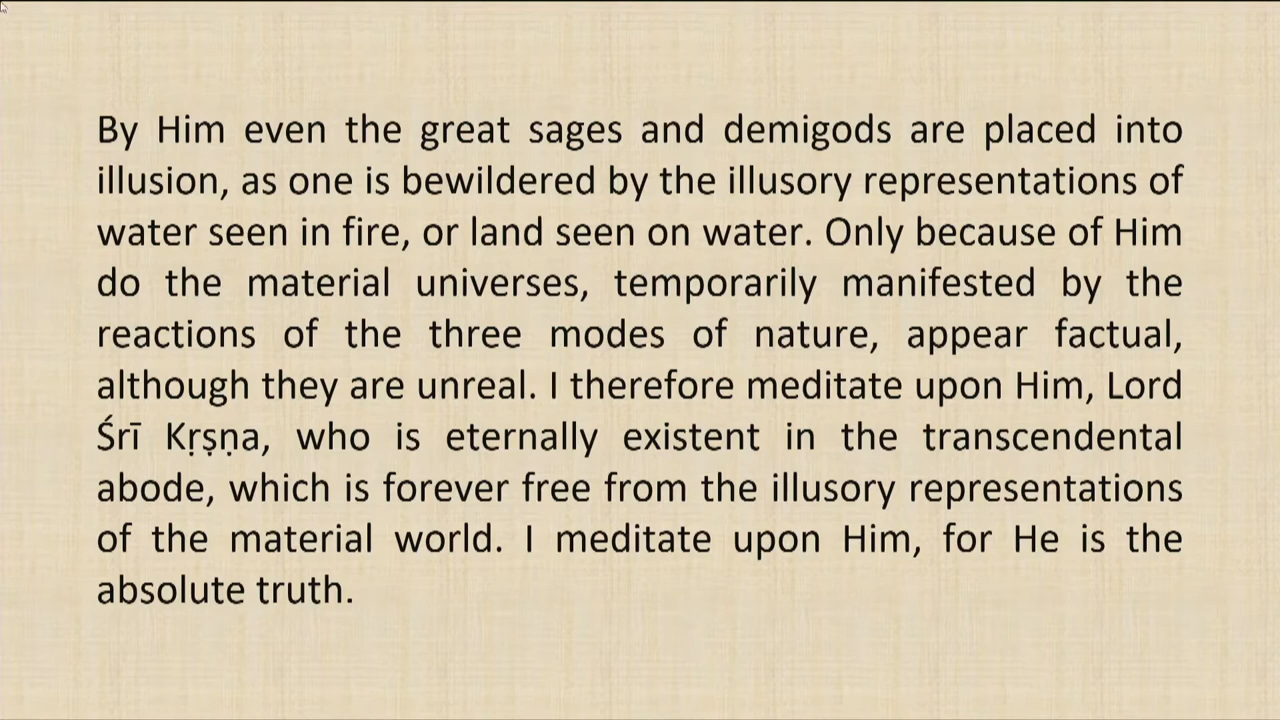 By Him even the great sages and demigods are placed into
illusion, as one is bewildered by the illusory representations of
water seen in fire, or land seen on water. Only because of Him
do the material universes, temporarily manifested by the
reactions of the three modes of nature, appear factual,
although they are unreal. I therefore meditate upon Him, Lord
Śrī Kṛṣṇa, who is eternally existent in the transcendental
abode, which is forever free from the illusory representations
of the material world. I meditate upon Him, for He is the
absolute truth.